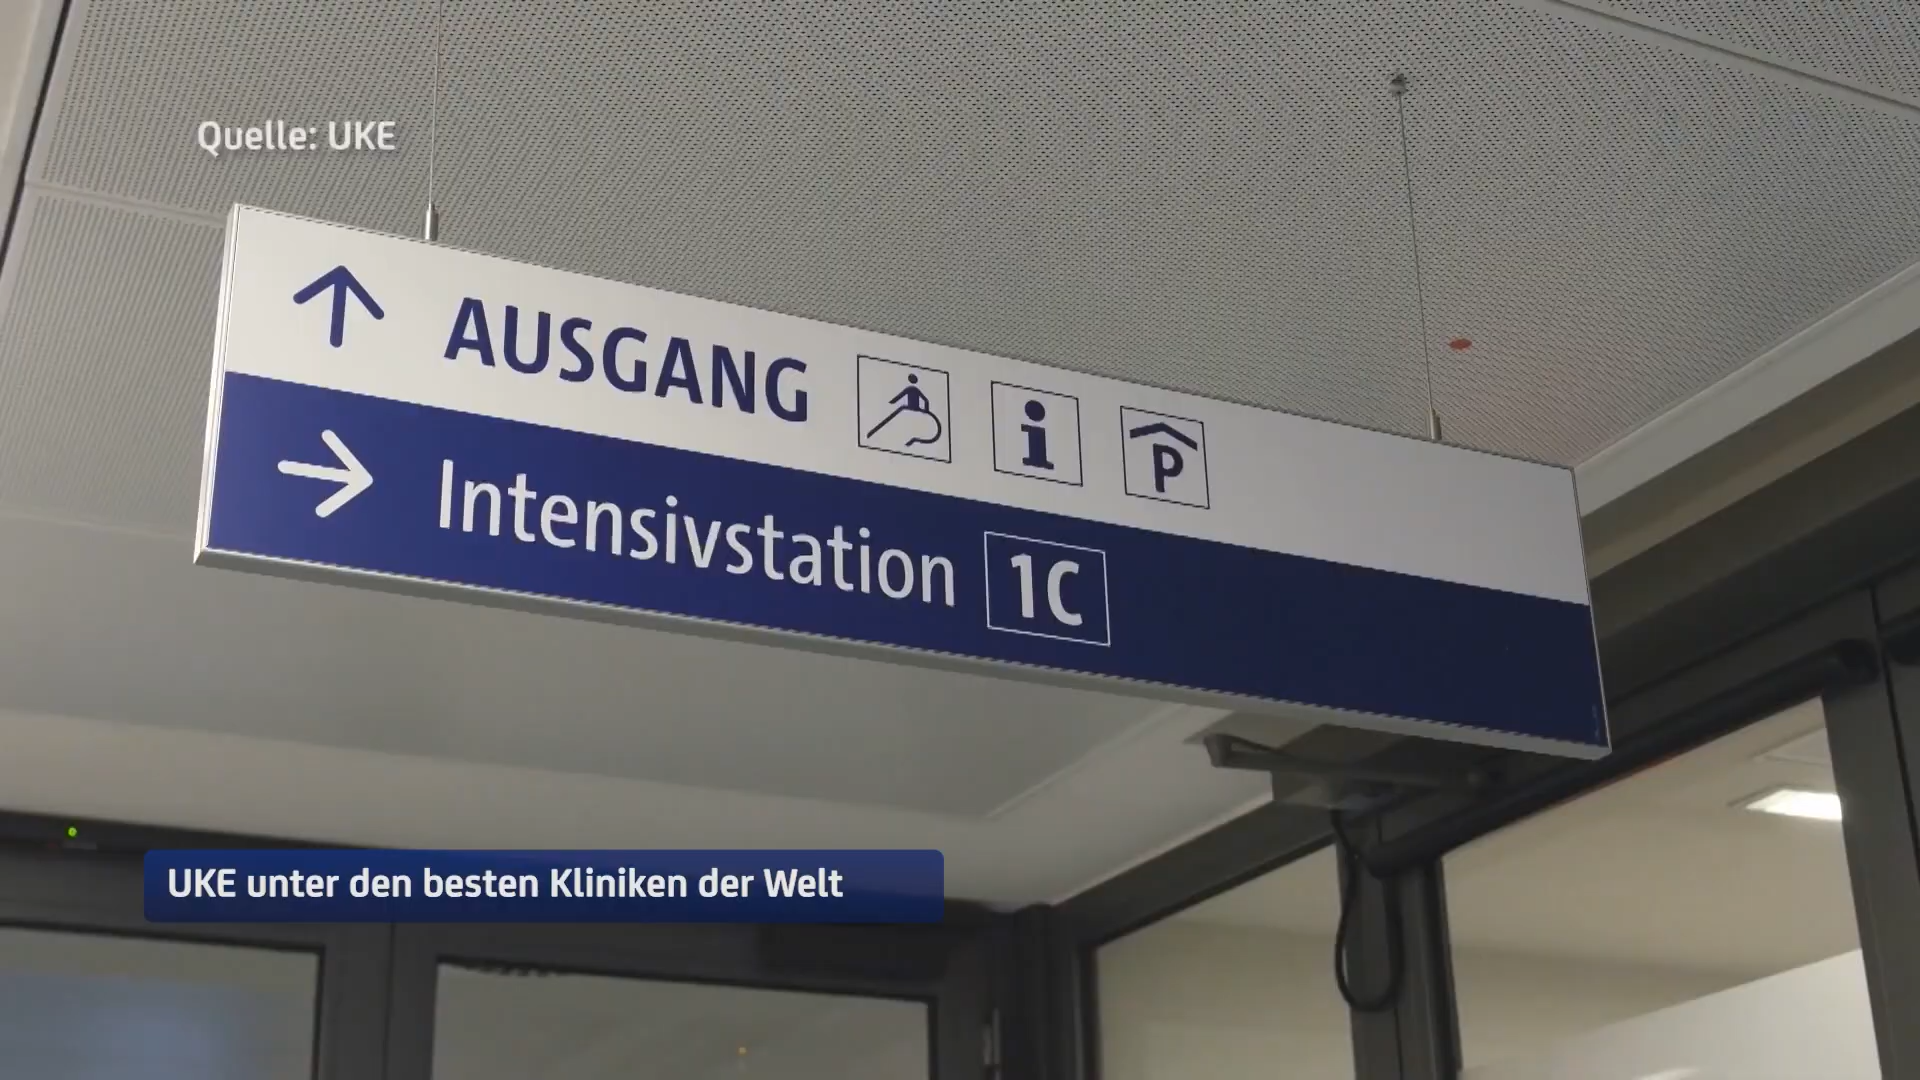 Quelle: UKE
AUSGANG i P
Intensivstation 1C
UKE unter den besten Kliniken der Welt